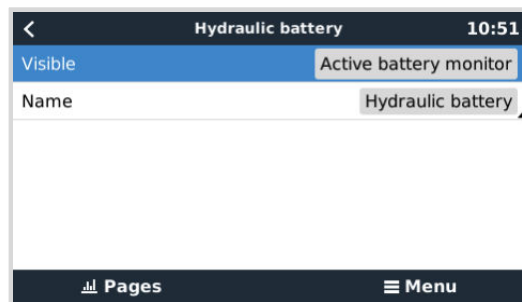 Hydraulic battery 10:51
Visible Active battery monitor
Name Hydraulic battery
Pages Menu